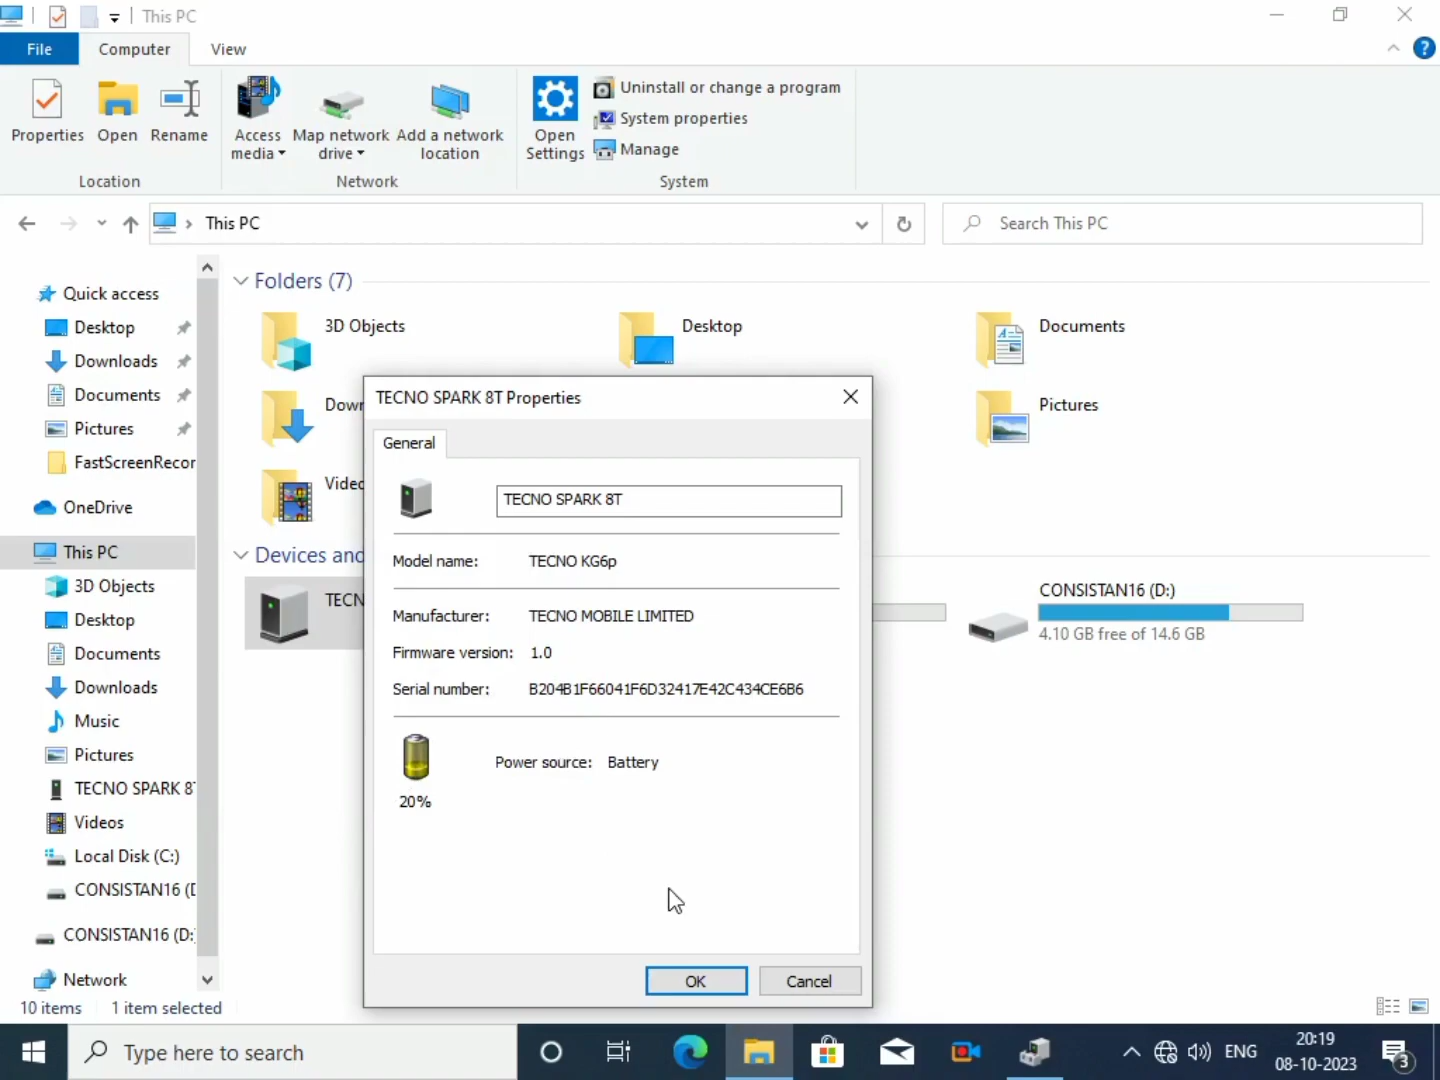 This PC
File
Computer
View
Properties
Open
Rename
Access media
Map network drive
Add a network location
Open Settings
Uninstall or change a program
System properties
Manage
Location
Network
System
This PC
Search This PC
Quick access
Desktop
Downloads
Documents
Pictures
FastScreenRecor
OneDrive
This PC
3D Objects
Desktop
Documents
Downloads
Music
Pictures
TECNO SPARK 8T
Videos
Local Disk (C:)
CONSISTAN16 (D
CONSISTAN16 (D:
Network
Folders (7)
3D Objects
Desktop
Documents
Down
Pictures
Video
Devices and
TECN
CONSISTAN16 (D:)
4.10 GB free of 14.6 GB
TECNO SPARK 8T Properties
General
TECNO SPARK 8T
Model name: TECNO KG6p
Manufacturer: TECNO MOBILE LIMITED
Firmware version: 1.0
Serial number: B204B1F66041F6D32417E42C434CE6B6
Power source: Battery
20%
OK
Cancel
10 items
1 item selected
Type here to search
ENG
20:19
08-10-2023
3